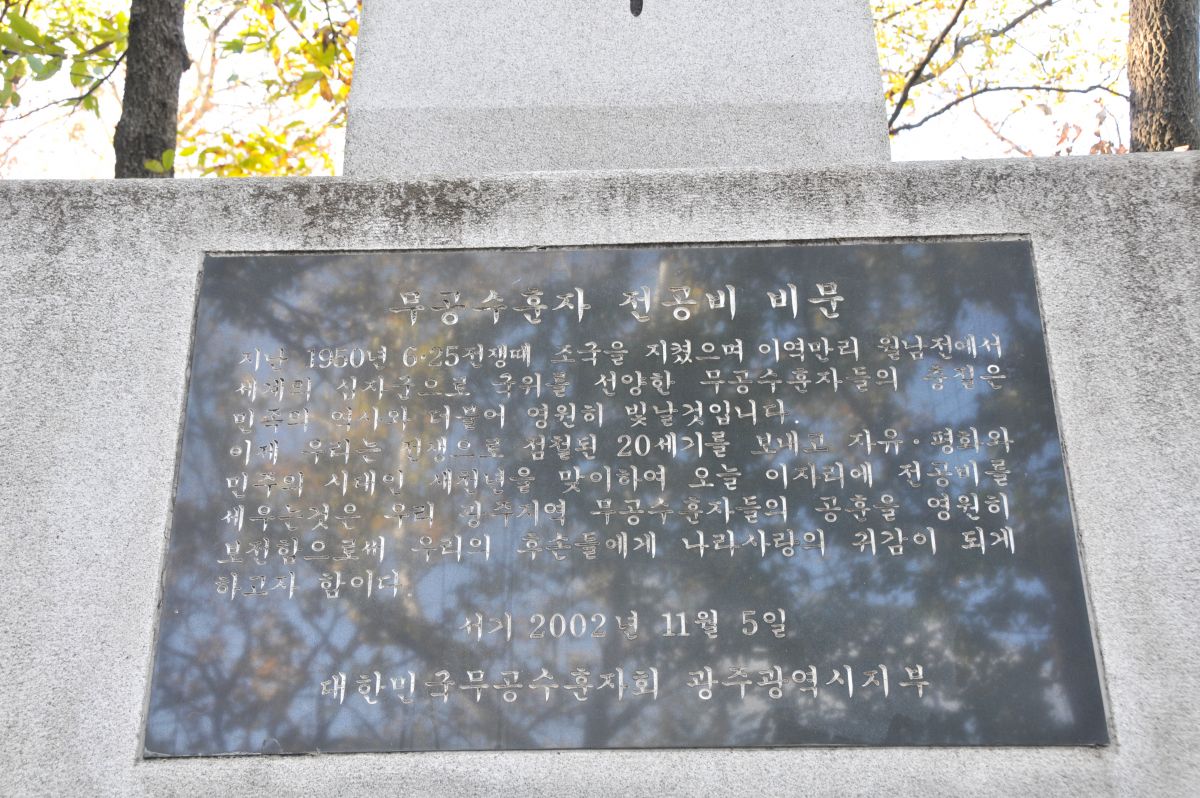 무공수훈자 전공비 비문
지난 1950년 6·25전쟁때 조국을 지켰으며 이역만리 월남전에서
세계의 십자군으로 국위를 선양한 무공수훈자들의 충절은
민족의 역사와 더불어 영원히 빛날것입니다.
이제 우리는 전쟁으로 점철된 20세기를 보내고 자유·평화와
민주의 시대인 새천년을 맞이하여 오늘 이자리에 전공비를
세우는것은 우리 광주지역 무공수훈자들의 공훈을 영원히
보전함으로써 우리의 후손들에게 나라사랑의 귀감이 되게
하고자 함이다.
서기 2002년 11월 5일
대한민국무공수훈자회 광주광역시지부